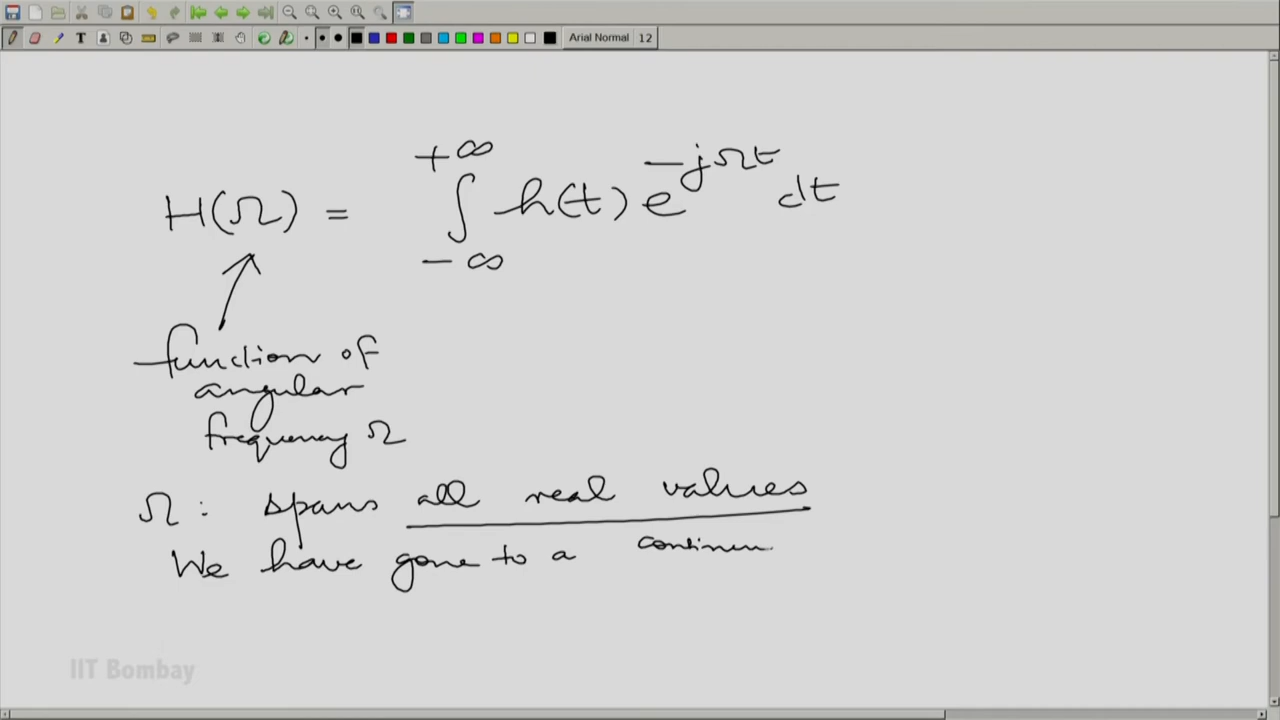 Arial Normal 12
H(Ω) = ∫_{-∞}^{+∞} h(t) e^{-jΩt} dt
function of
angular
frequency Ω
Ω : spans all real values
We have gone to a continuu
IIT Bombay